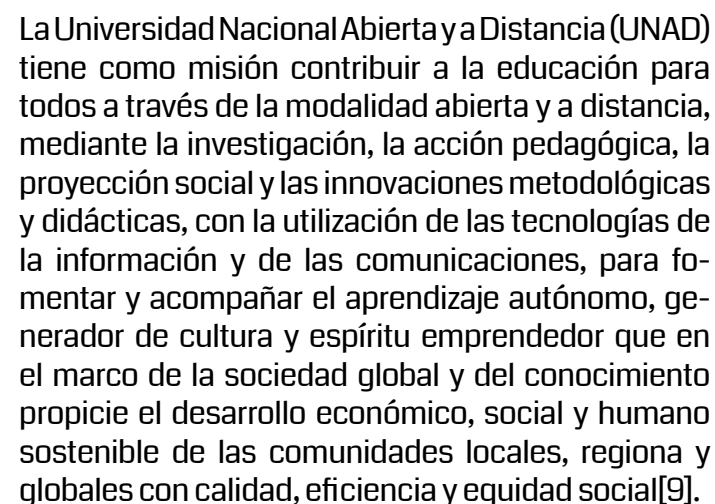 La Universidad Nacional Abierta y a Distancia (UNAD)
tiene como misión contribuir a la educación para
todos a través de la modalidad abierta y a distancia,
mediante la investigación, la acción pedagógica, la
proyección social y las innovaciones metodológicas
y didácticas, con la utilización de las tecnologías de
la información y de las comunicaciones, para fo-
mentar y acompañar el aprendizaje autónomo, ge-
nerador de cultura y espíritu emprendedor que en
el marco de la sociedad global y del conocimiento
propicie el desarrollo económico, social y humano
sostenible de las comunidades locales, regiona y
globales con calidad, eficiencia y equidad social[9].